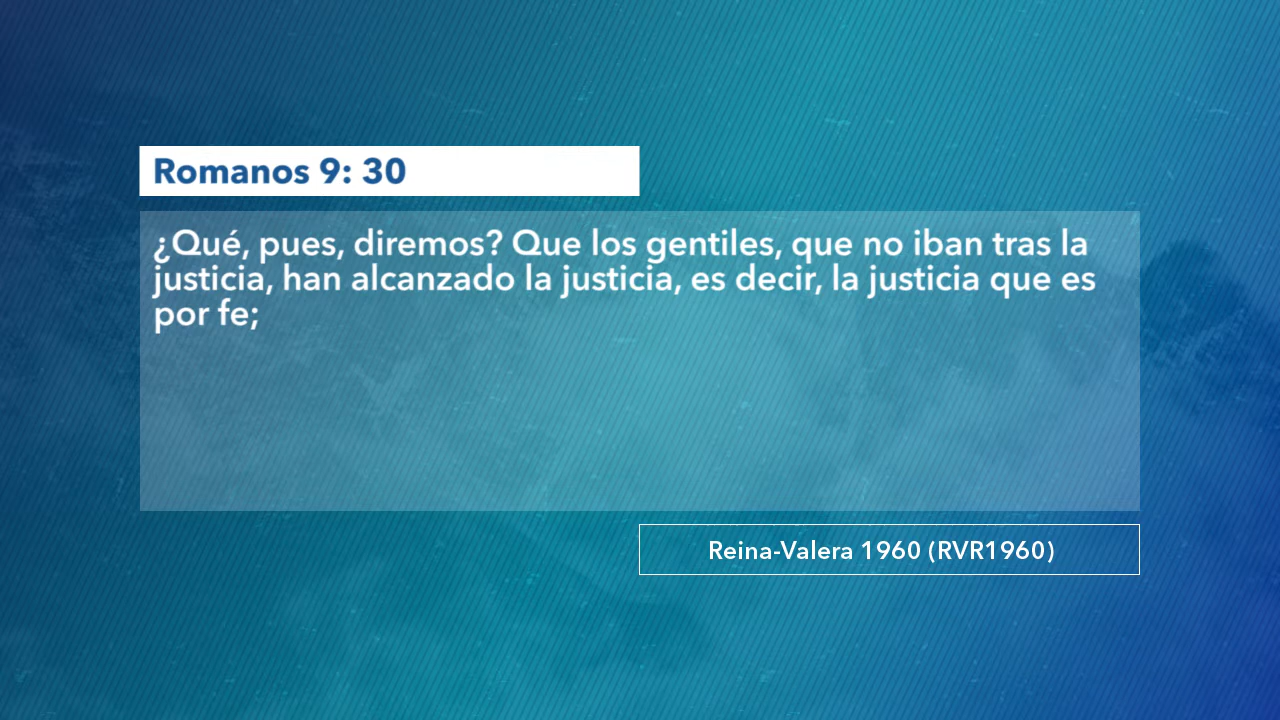 Romanos 9: 30
¿Qué, pues, diremos? Que los gentiles, que no iban tras la
justicia, han alcanzado la justicia, es decir, la justicia que es
por fe;
Reina-Valera 1960 (RVR1960)